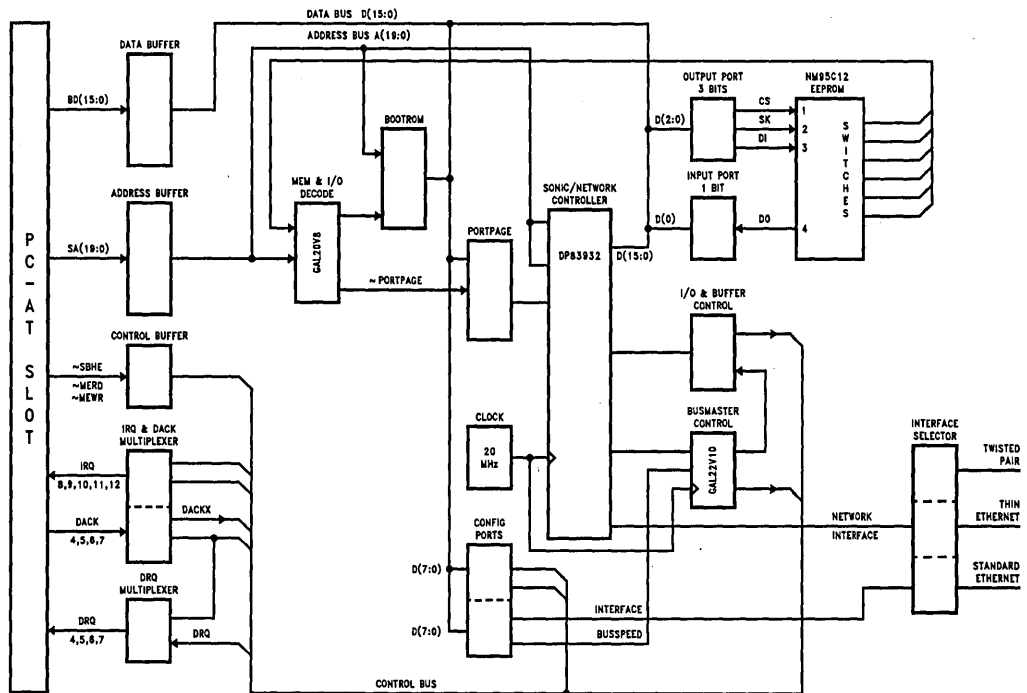 DATA BUS D(15:0)
ADDRESS BUS A(19:0)
DATA BUFFER
BD(15:0)
BOOTROM
OUTPUT PORT
3 BITS
NM95C12
EEPROM
D(2:0)
CS
SK
DI
1
2
3
4
SWITCHES
INPUT PORT
1 BIT
D(0)
DO
MEM & I/O
DECODE
GAL20V8
ADDRESS BUFFER
SA(19:0)
SONIC/NETWORK
CONTROLLER
DP83932
D(15:0)
PORTPAGE
~PORTPAGE
PC-AT SLOT
CONTROL BUFFER
~SBHE
~MERD
~MEWR
I/O & BUFFER
CONTROL
IRQ & DACK
MULTIPLEXER
IRQ
8,9,10,11,12
DACKX
DACK
4,5,6,7
CLOCK
20
MHz
BUSMASTER
CONTROL
GAL22V10
INTERFACE
SELECTOR
TWISTED
PAIR
THIN
ETHERNET
STANDARD
ETHERNET
NETWORK
INTERFACE
CONFIG
PORTS
D(7:0)
D(7:0)
INTERFACE
BUSSPEED
DRQ
MULTIPLEXER
DRQ
4,5,6,7
DRQ
CONTROL BUS